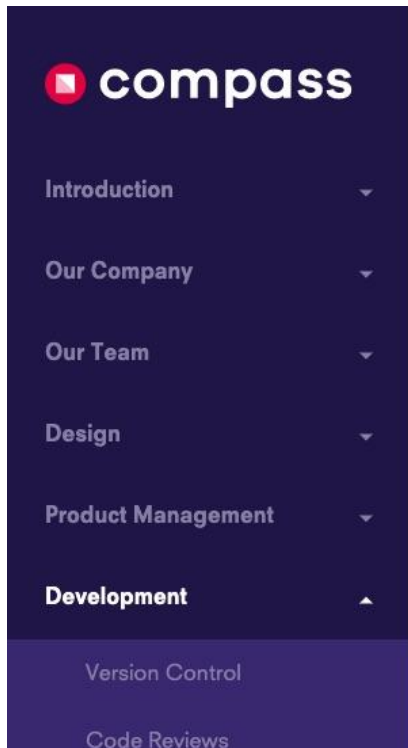 compass
Introduction
Our Company
Our Team
Design
Product Management
Development
Version Control
Code Reviews